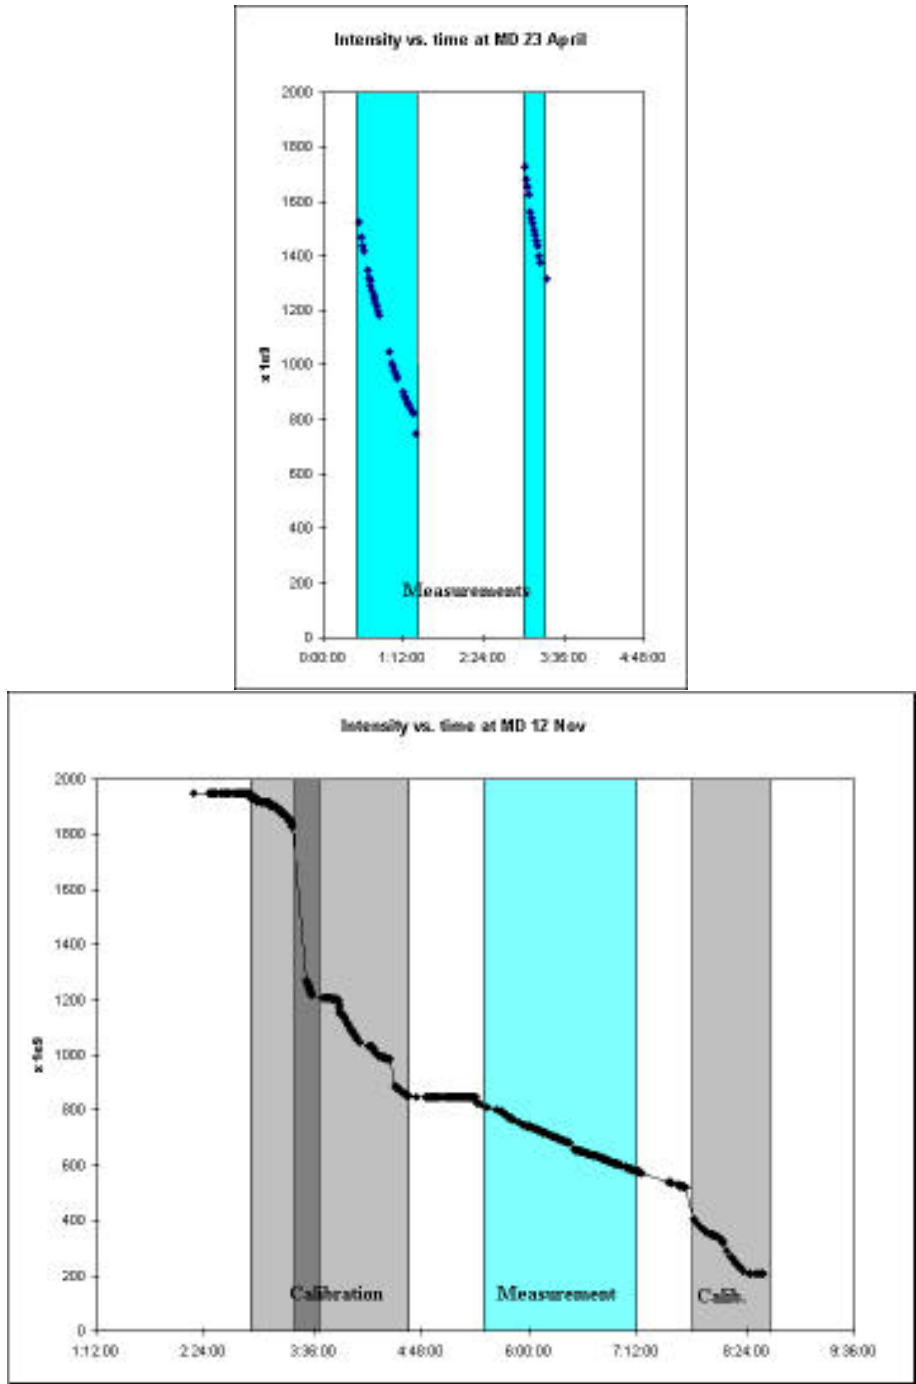 Intensity vs. time at MD 23 April
2000
1800
1600
1400
1200
1000
800
600
400
200
0
x 1e9
Measurements
0:00:00 1:12:00 2:24:00 3:36:00 4:48:00
Intensity vs. time at MD 12 Nov
2000
1800
1600
1400
1200
1000
800
600
400
200
0
x 1e9
Calibration Measurement Calib.
1:12:00 2:24:00 3:36:00 4:48:00 6:00:00 7:12:00 8:24:00 9:36:00